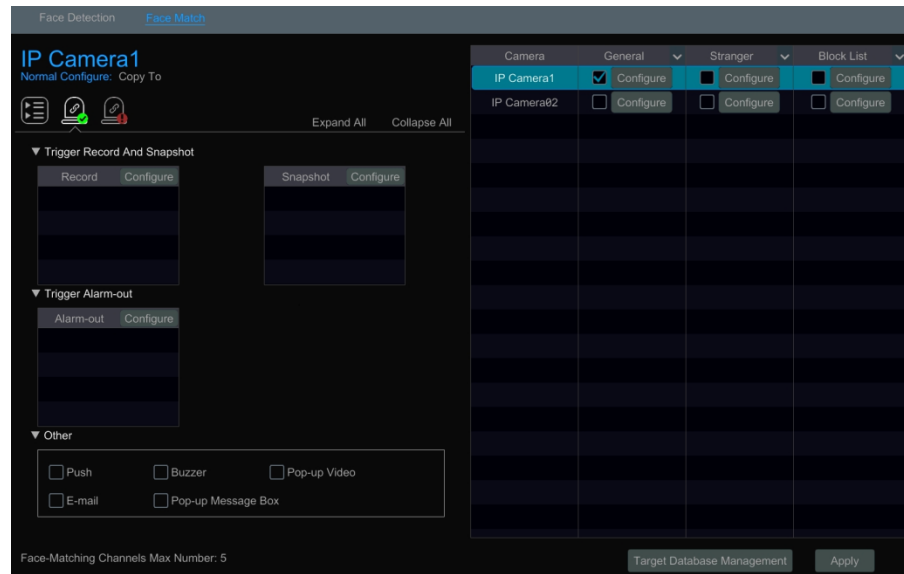 Face Detection Face Match
IP Camera1
Normal Configure: Copy To
Expand All Collapse All
Trigger Record And Snapshot
Record Configure Snapshot Configure
Trigger Alarm-out
Alarm-out Configure
Other
Push Buzzer Pop-up Video
E-mail Pop-up Message Box
Face-Matching Channels Max Number: 5
Camera General Stranger Block List
IP Camera1 Configure Configure Configure
IP Camera02 Configure Configure Configure
Target Database Management Apply